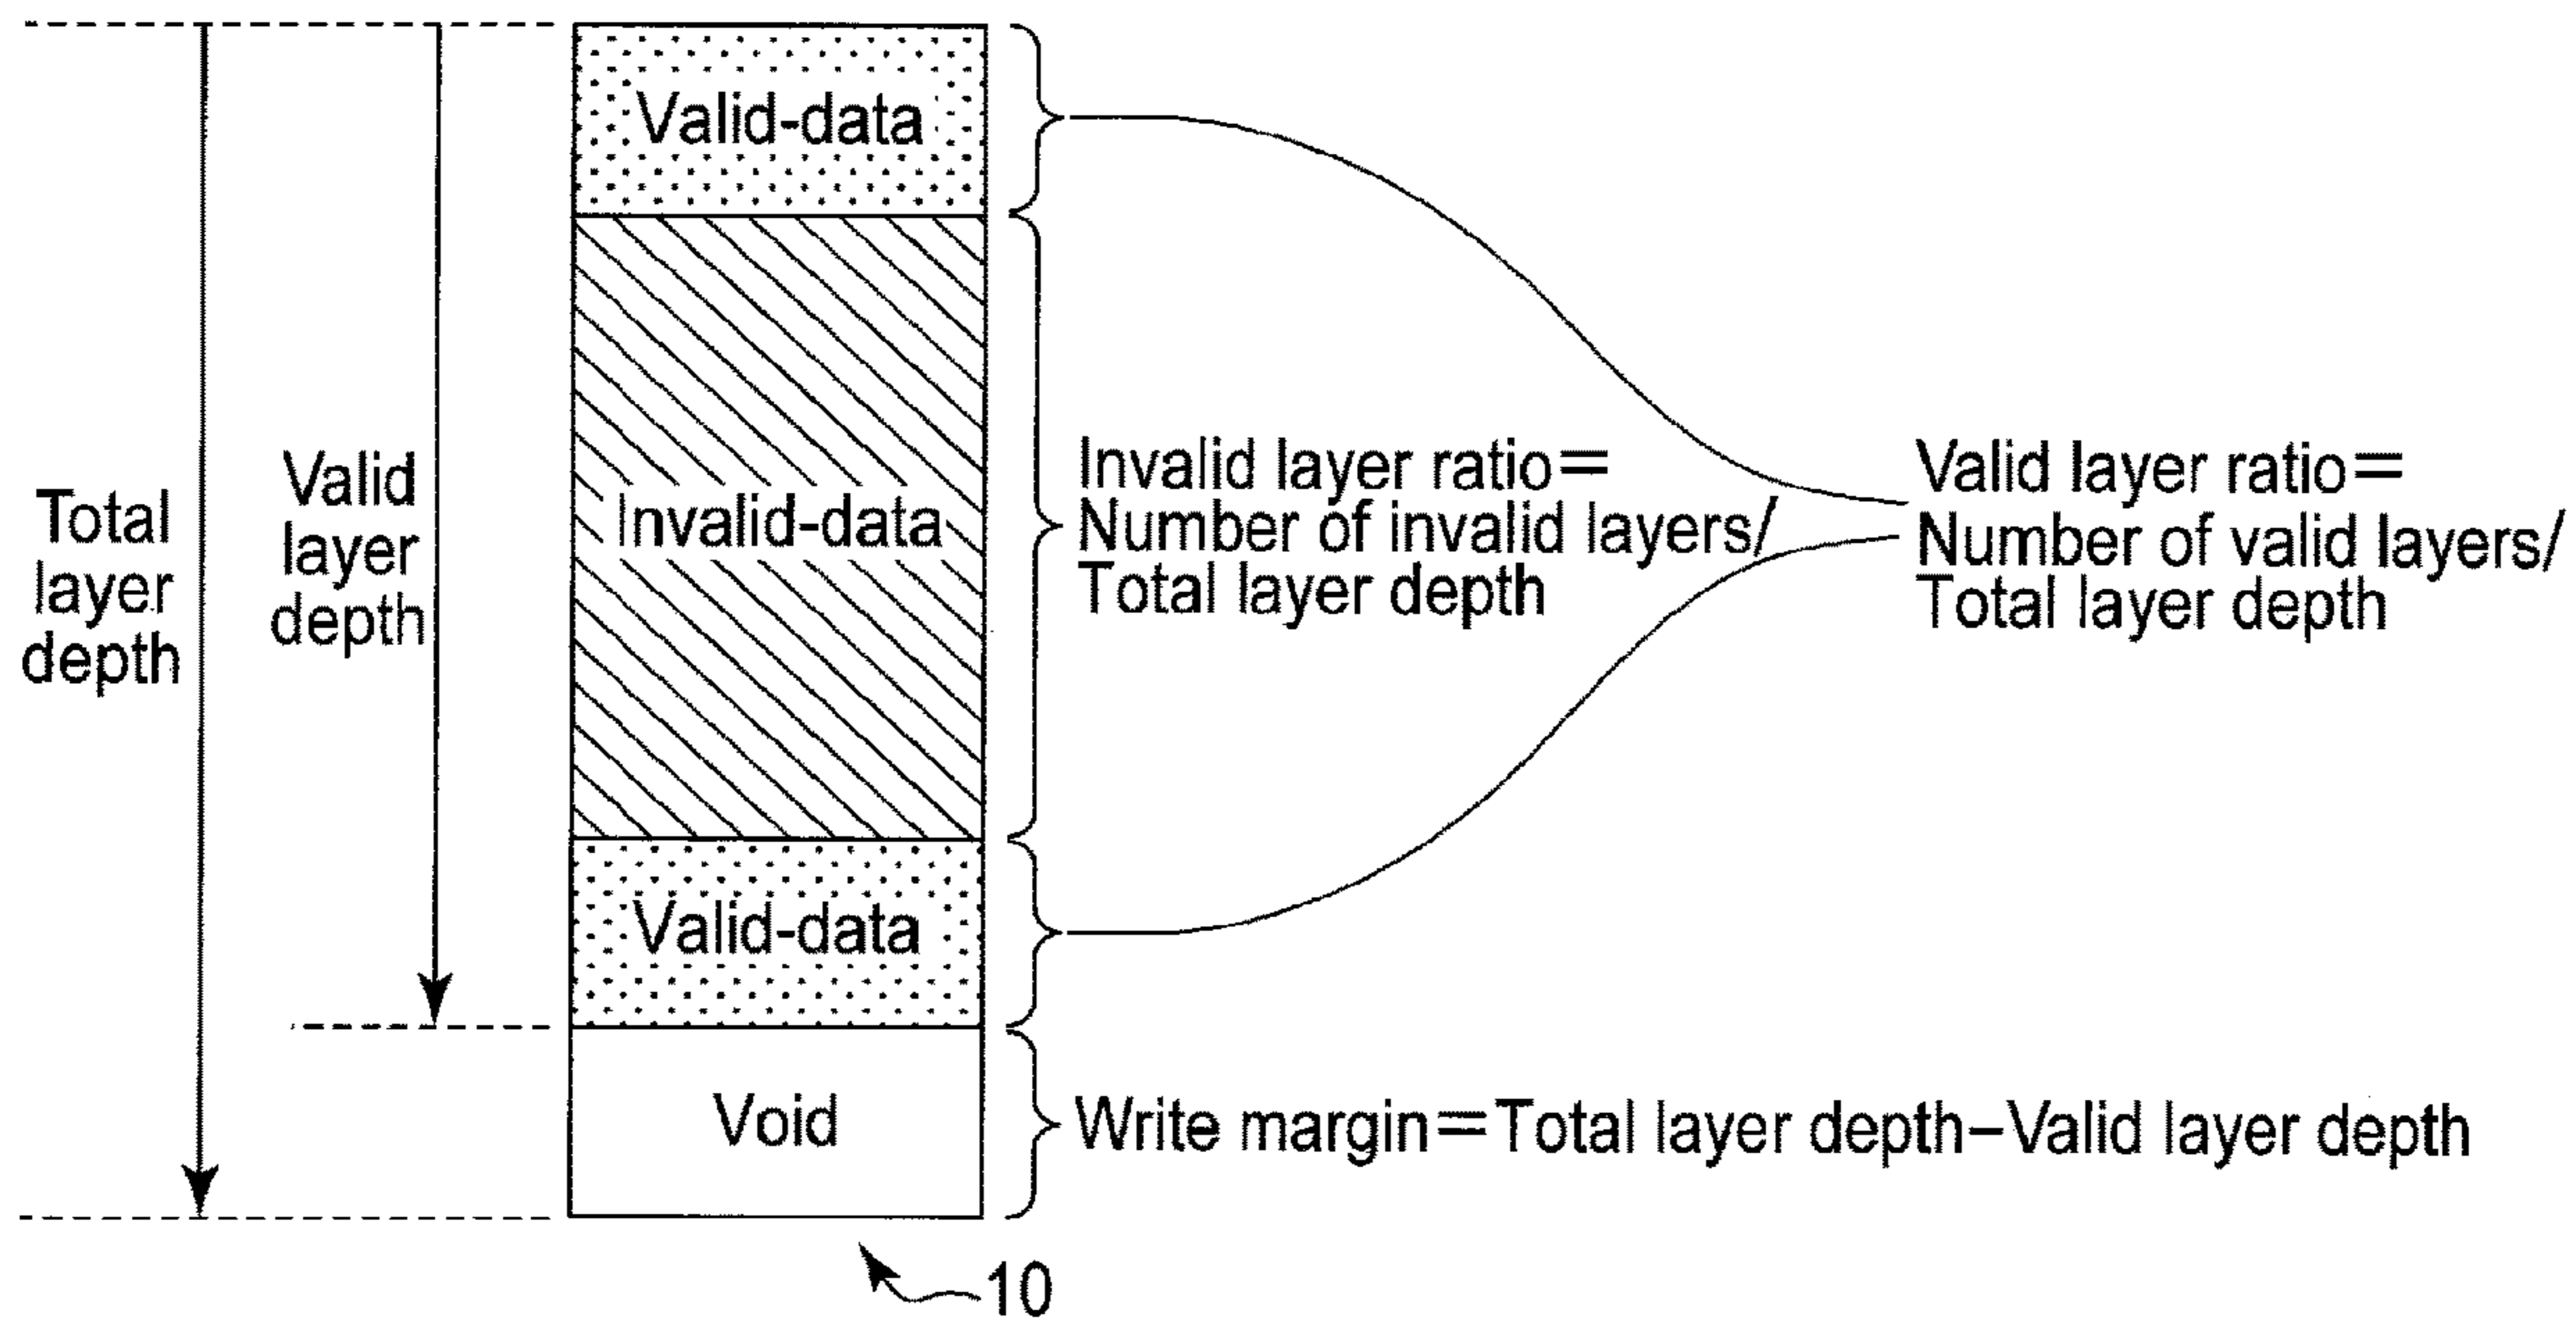 Total
layer
depth
Valid
layer
depth
Valid-data
Invalid-data
Valid-data
Void
Invalid layer ratio=
Number of invalid layers/
Total layer depth
Valid layer ratio=
Number of valid layers/
Total layer depth
Write margin=Total layer depth–Valid layer depth
10